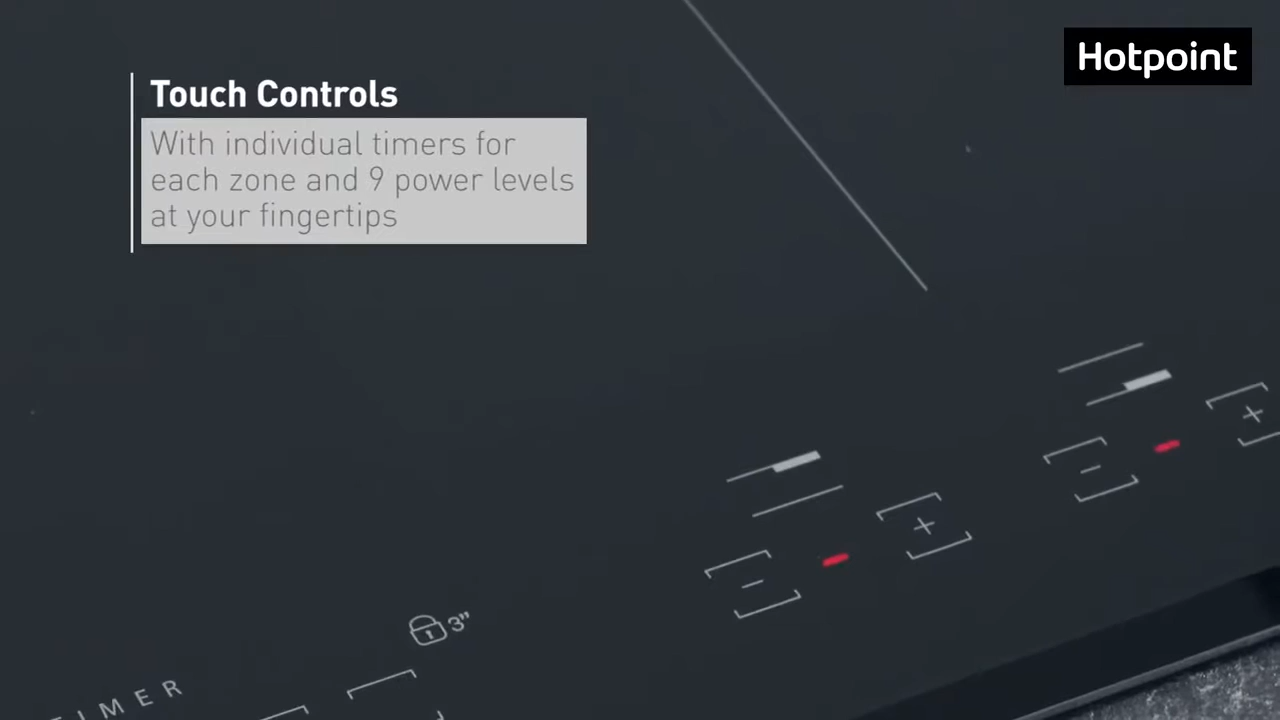 Hotpoint
Touch Controls
With individual timers for
each zone and 9 power levels
at your fingertips
+
-
+
-
3”